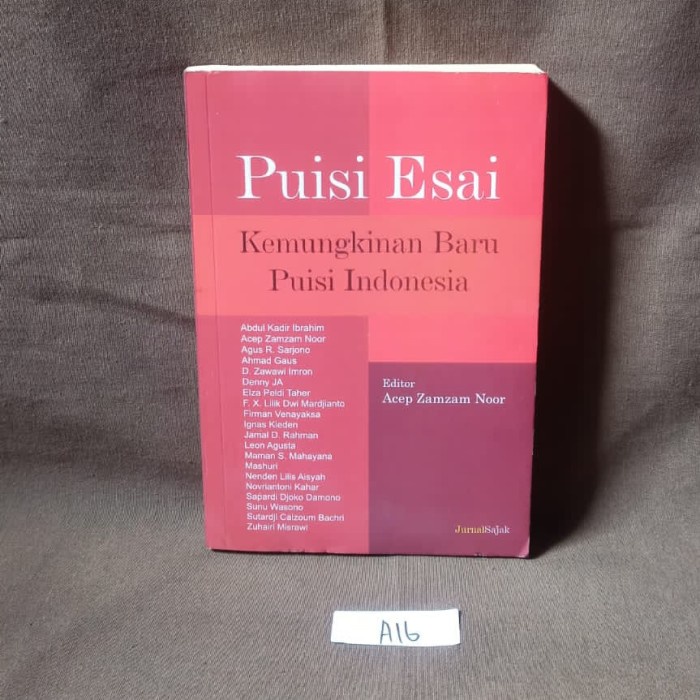 Puisi Esai
Kemungkinan Baru
Puisi Indonesia
Abdul Kadir Ibrahim
Acep Zamzam Noor
Agus R. Sarjono
Ahmad Gaus
D. Zawawi Imron
Denny JA
Elza Peldi Taher
F. X. Lilik Dwi Mardjianto
Firman Venayaksa
Ignas Kleden
Jamal D. Rahman
Leon Agusta
Maman S. Mahayana
Mashuri
Nenden Lilis Aisyah
Novriantoni Kahar
Sapardi Djoko Damono
Sunu Wasono
Sutardji Calzoum Bachri
Zuhairi Misrawi
Editor
Acep Zamzam Noor
JurnalSajak
A16